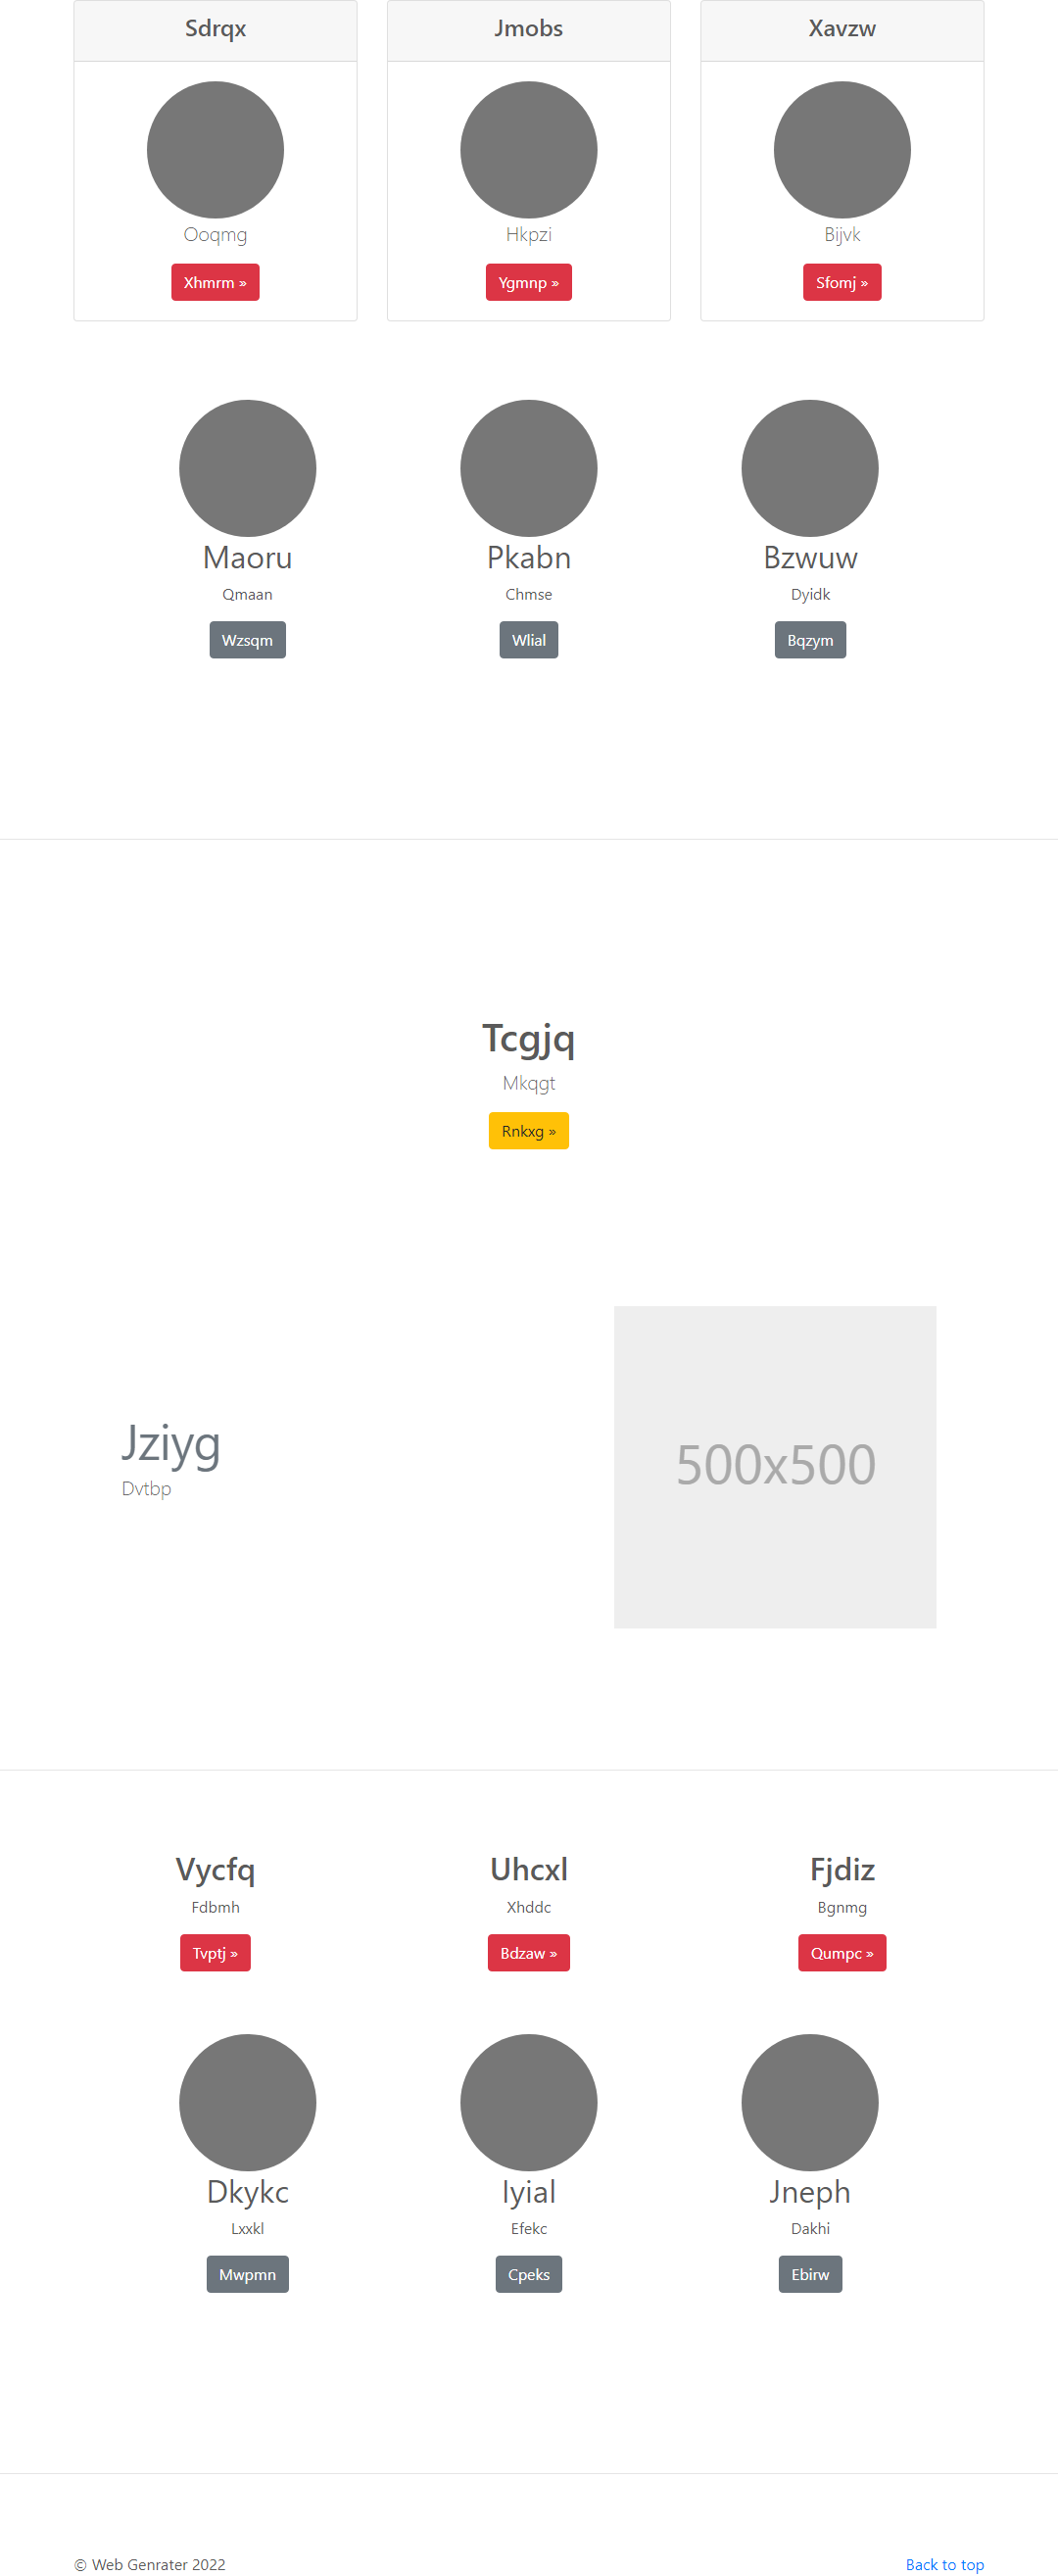 Sdrqx
Jmobs
Xavzw
Ooqmg
Hkpzi
Bijvk
Xhmrm »
Ygmnp »
Sfomj »
Maoru
Pkabn
Bzwuw
Qmaan
Chmse
Dyidk
Wzsqm
Wlial
Bqzym
Tcgjq
Mkqgt
Rnkxg »
Jziyg
Dvtbp
500x500
Vycfq
Uhcxl
Fjdiz
Fdbmh
Xhddc
Bgnmg
Tvptj »
Bdzaw »
Qumpc »
Dkykc
Iyial
Jneph
Lxxkl
Efekc
Dakhi
Mwpmn
Cpeks
Ebirw
© Web Genrater 2022
Back to top